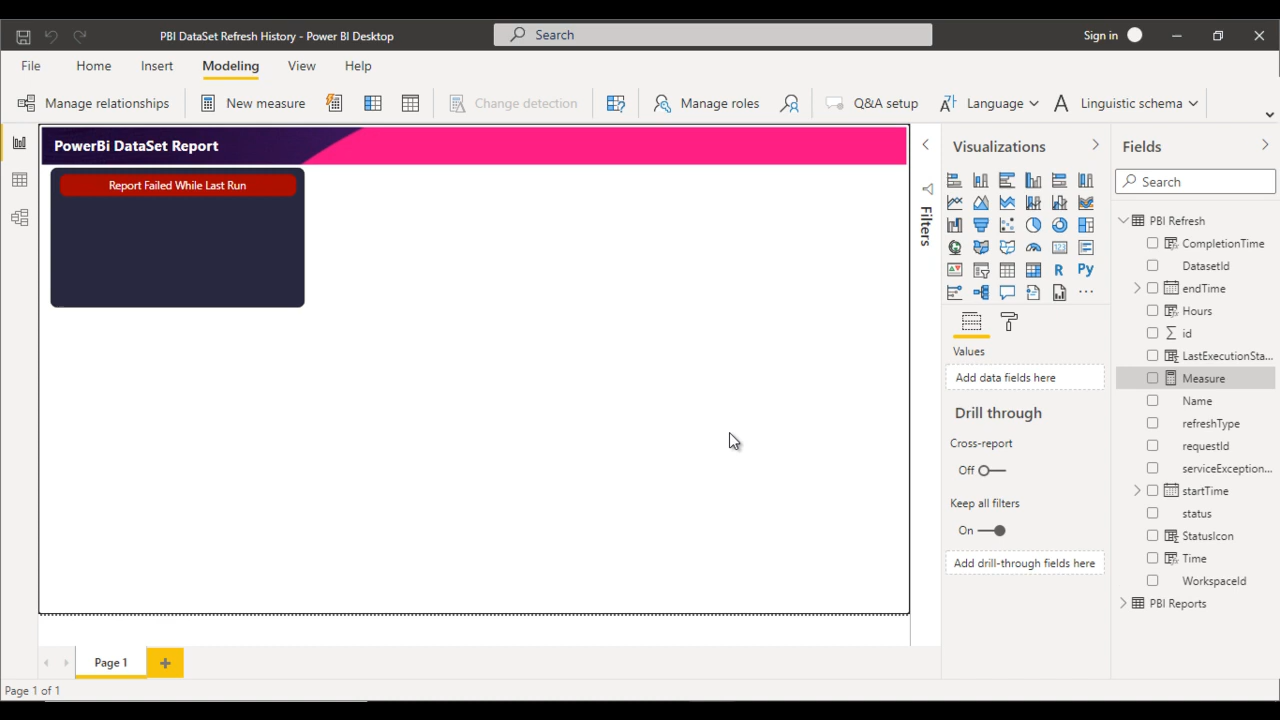 PBI DataSet Refresh History - Power BI Desktop
Search
Sign in
File
Home
Insert
Modeling
View
Help
Manage relationships
New measure
Change detection
Manage roles
Q&A setup
Language
Linguistic schema
PowerBi DataSet Report
Report Failed While Last Run
Filters
Visualizations
R
Py
Values
Add data fields here
Drill through
Cross-report
Off
Keep all filters
On
Add drill-through fields here
Fields
Search
PBI Refresh
CompletionTime
DatasetId
endTime
Hours
id
LastExecutionSta...
Measure
Name
refreshType
requestId
serviceException...
startTime
status
StatusIcon
Time
WorkspaceId
PBI Reports
Page 1
Page 1 of 1